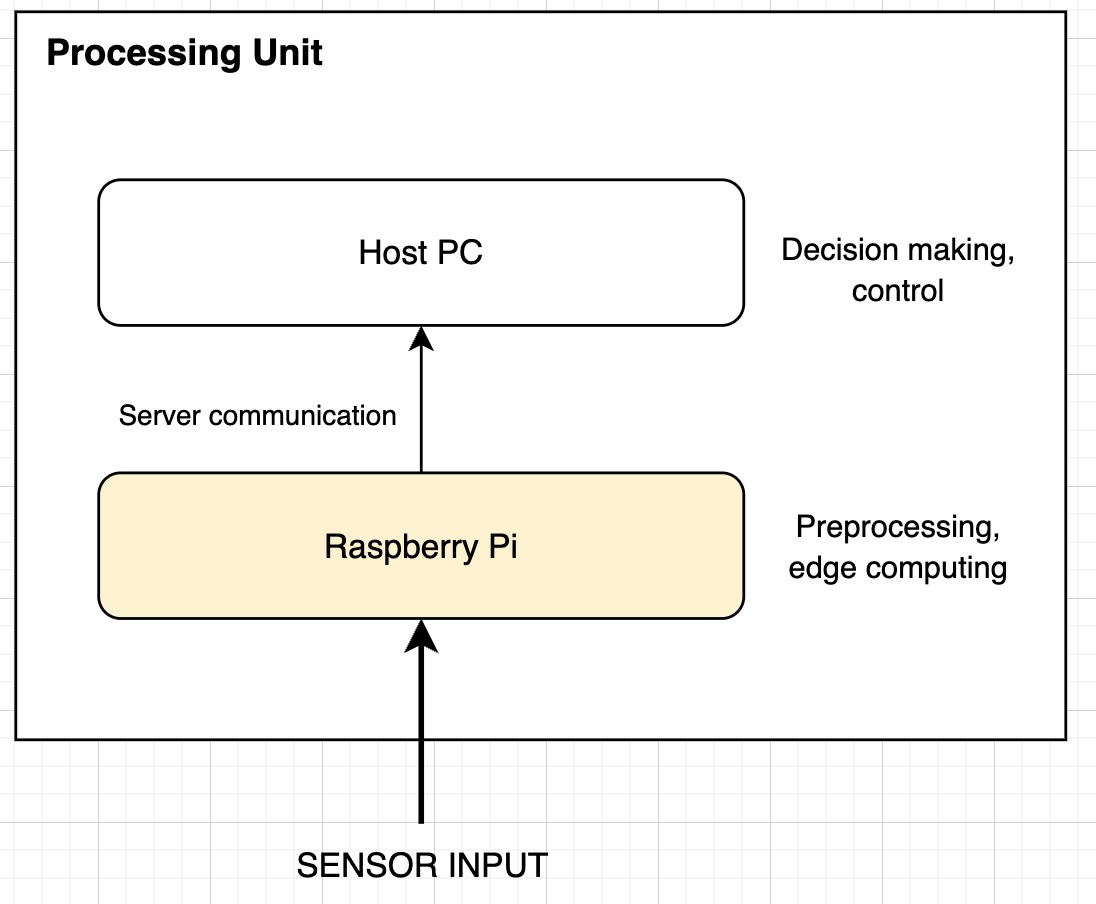 Processing Unit
Host PC
Decision making,
control
Server communication
Raspberry Pi
Preprocessing,
edge computing
SENSOR INPUT